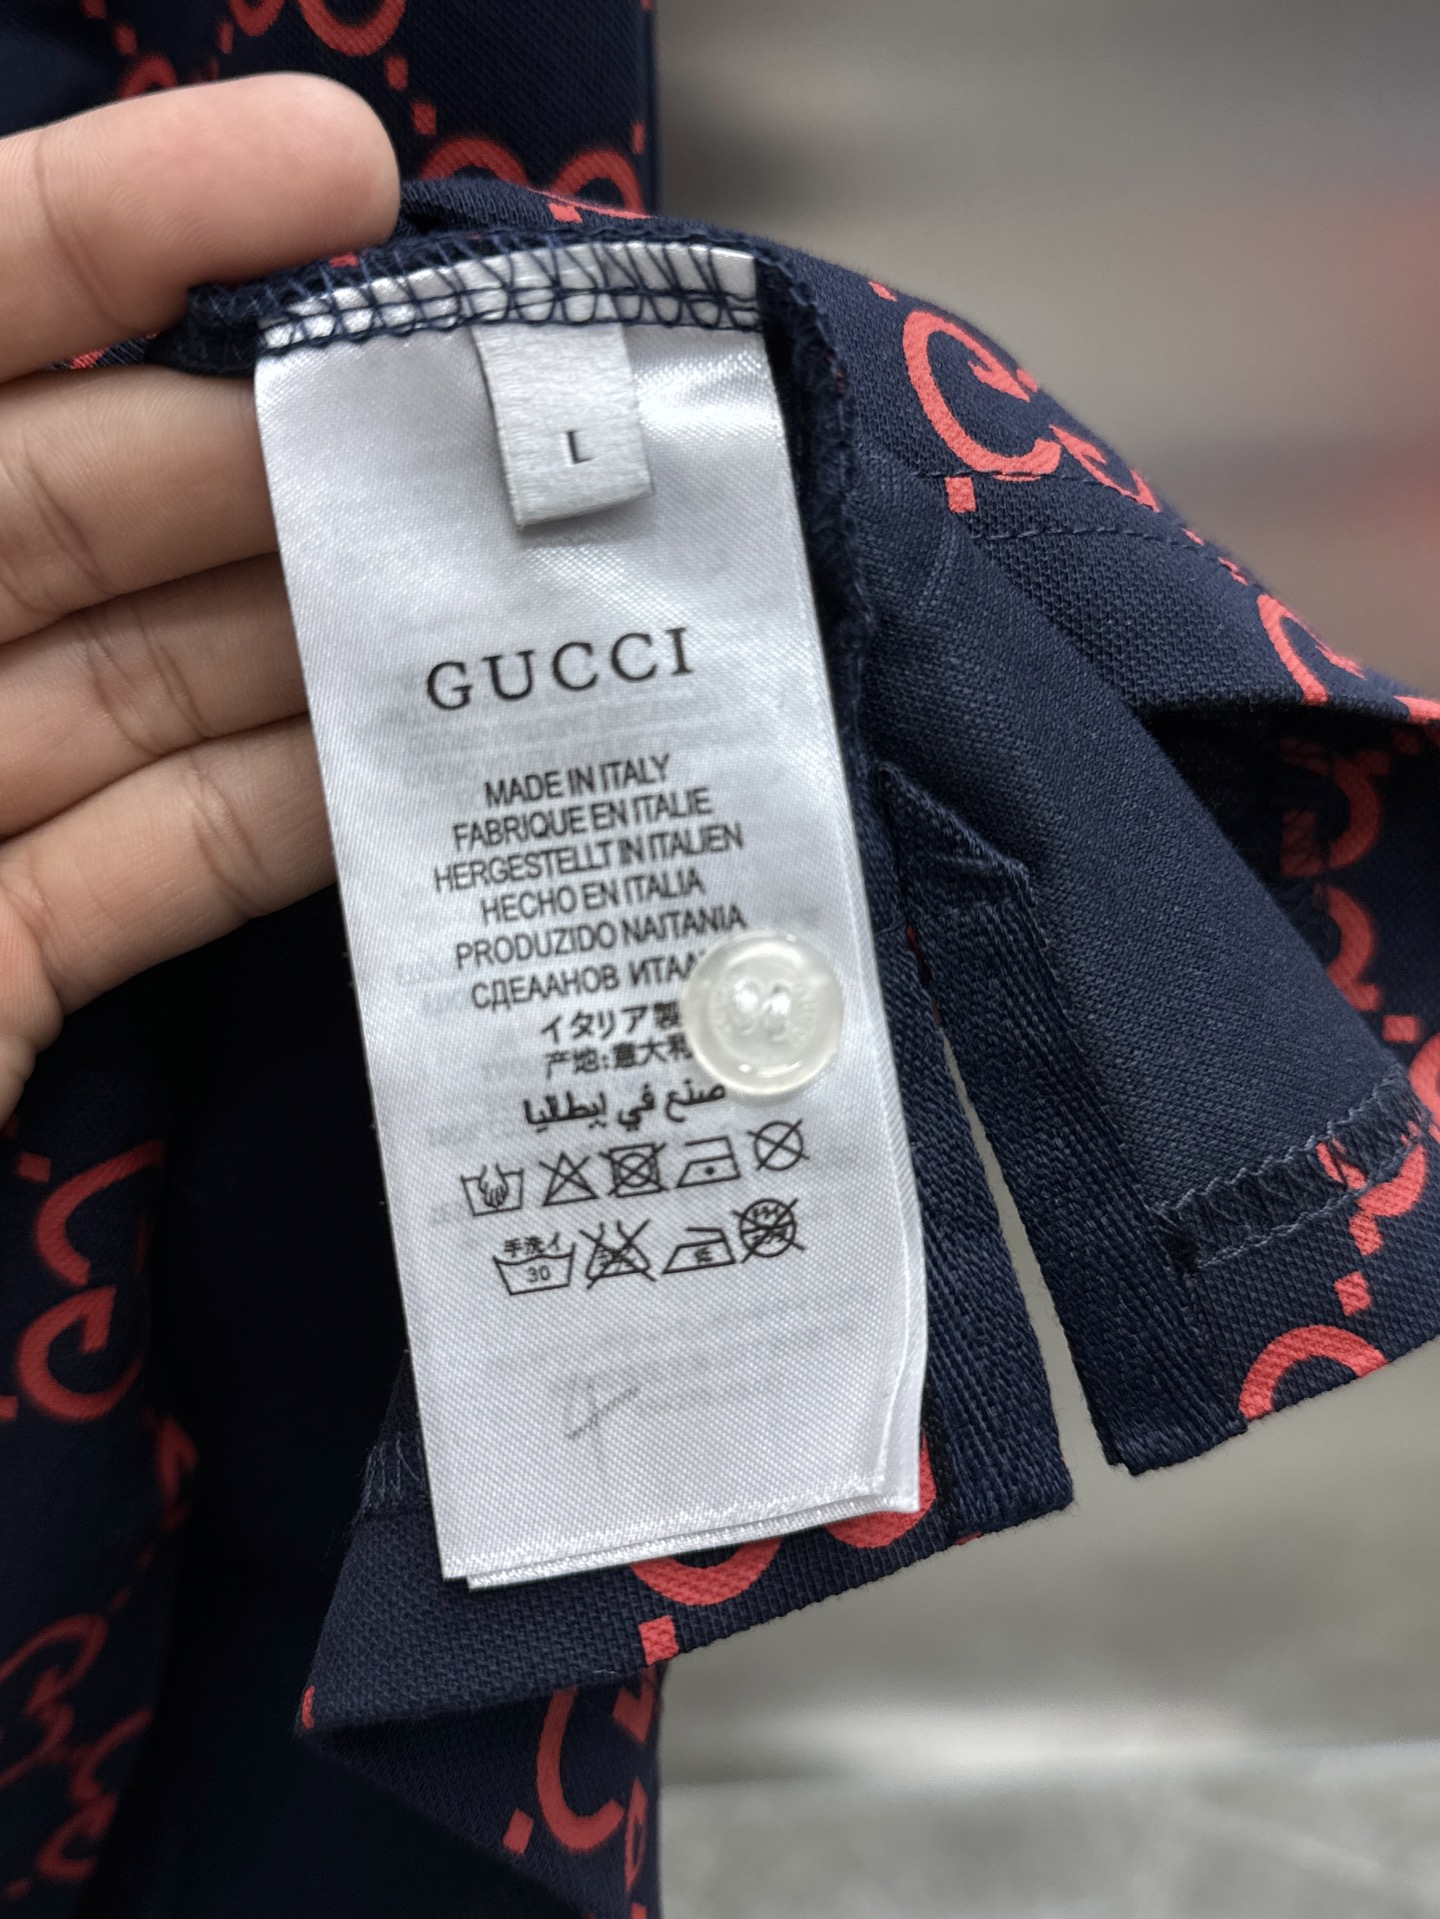 L
GUCCI
MADE IN ITALY
FABRIQUE EN ITALIE
HERGESTELLT IN ITALIEN
HECHO EN ITALIA
PRODUZIDO NAITANIA
СДЕААНОВ
イタリア製
产地:意大利
صنع في إيطاليا
手洗イ
30